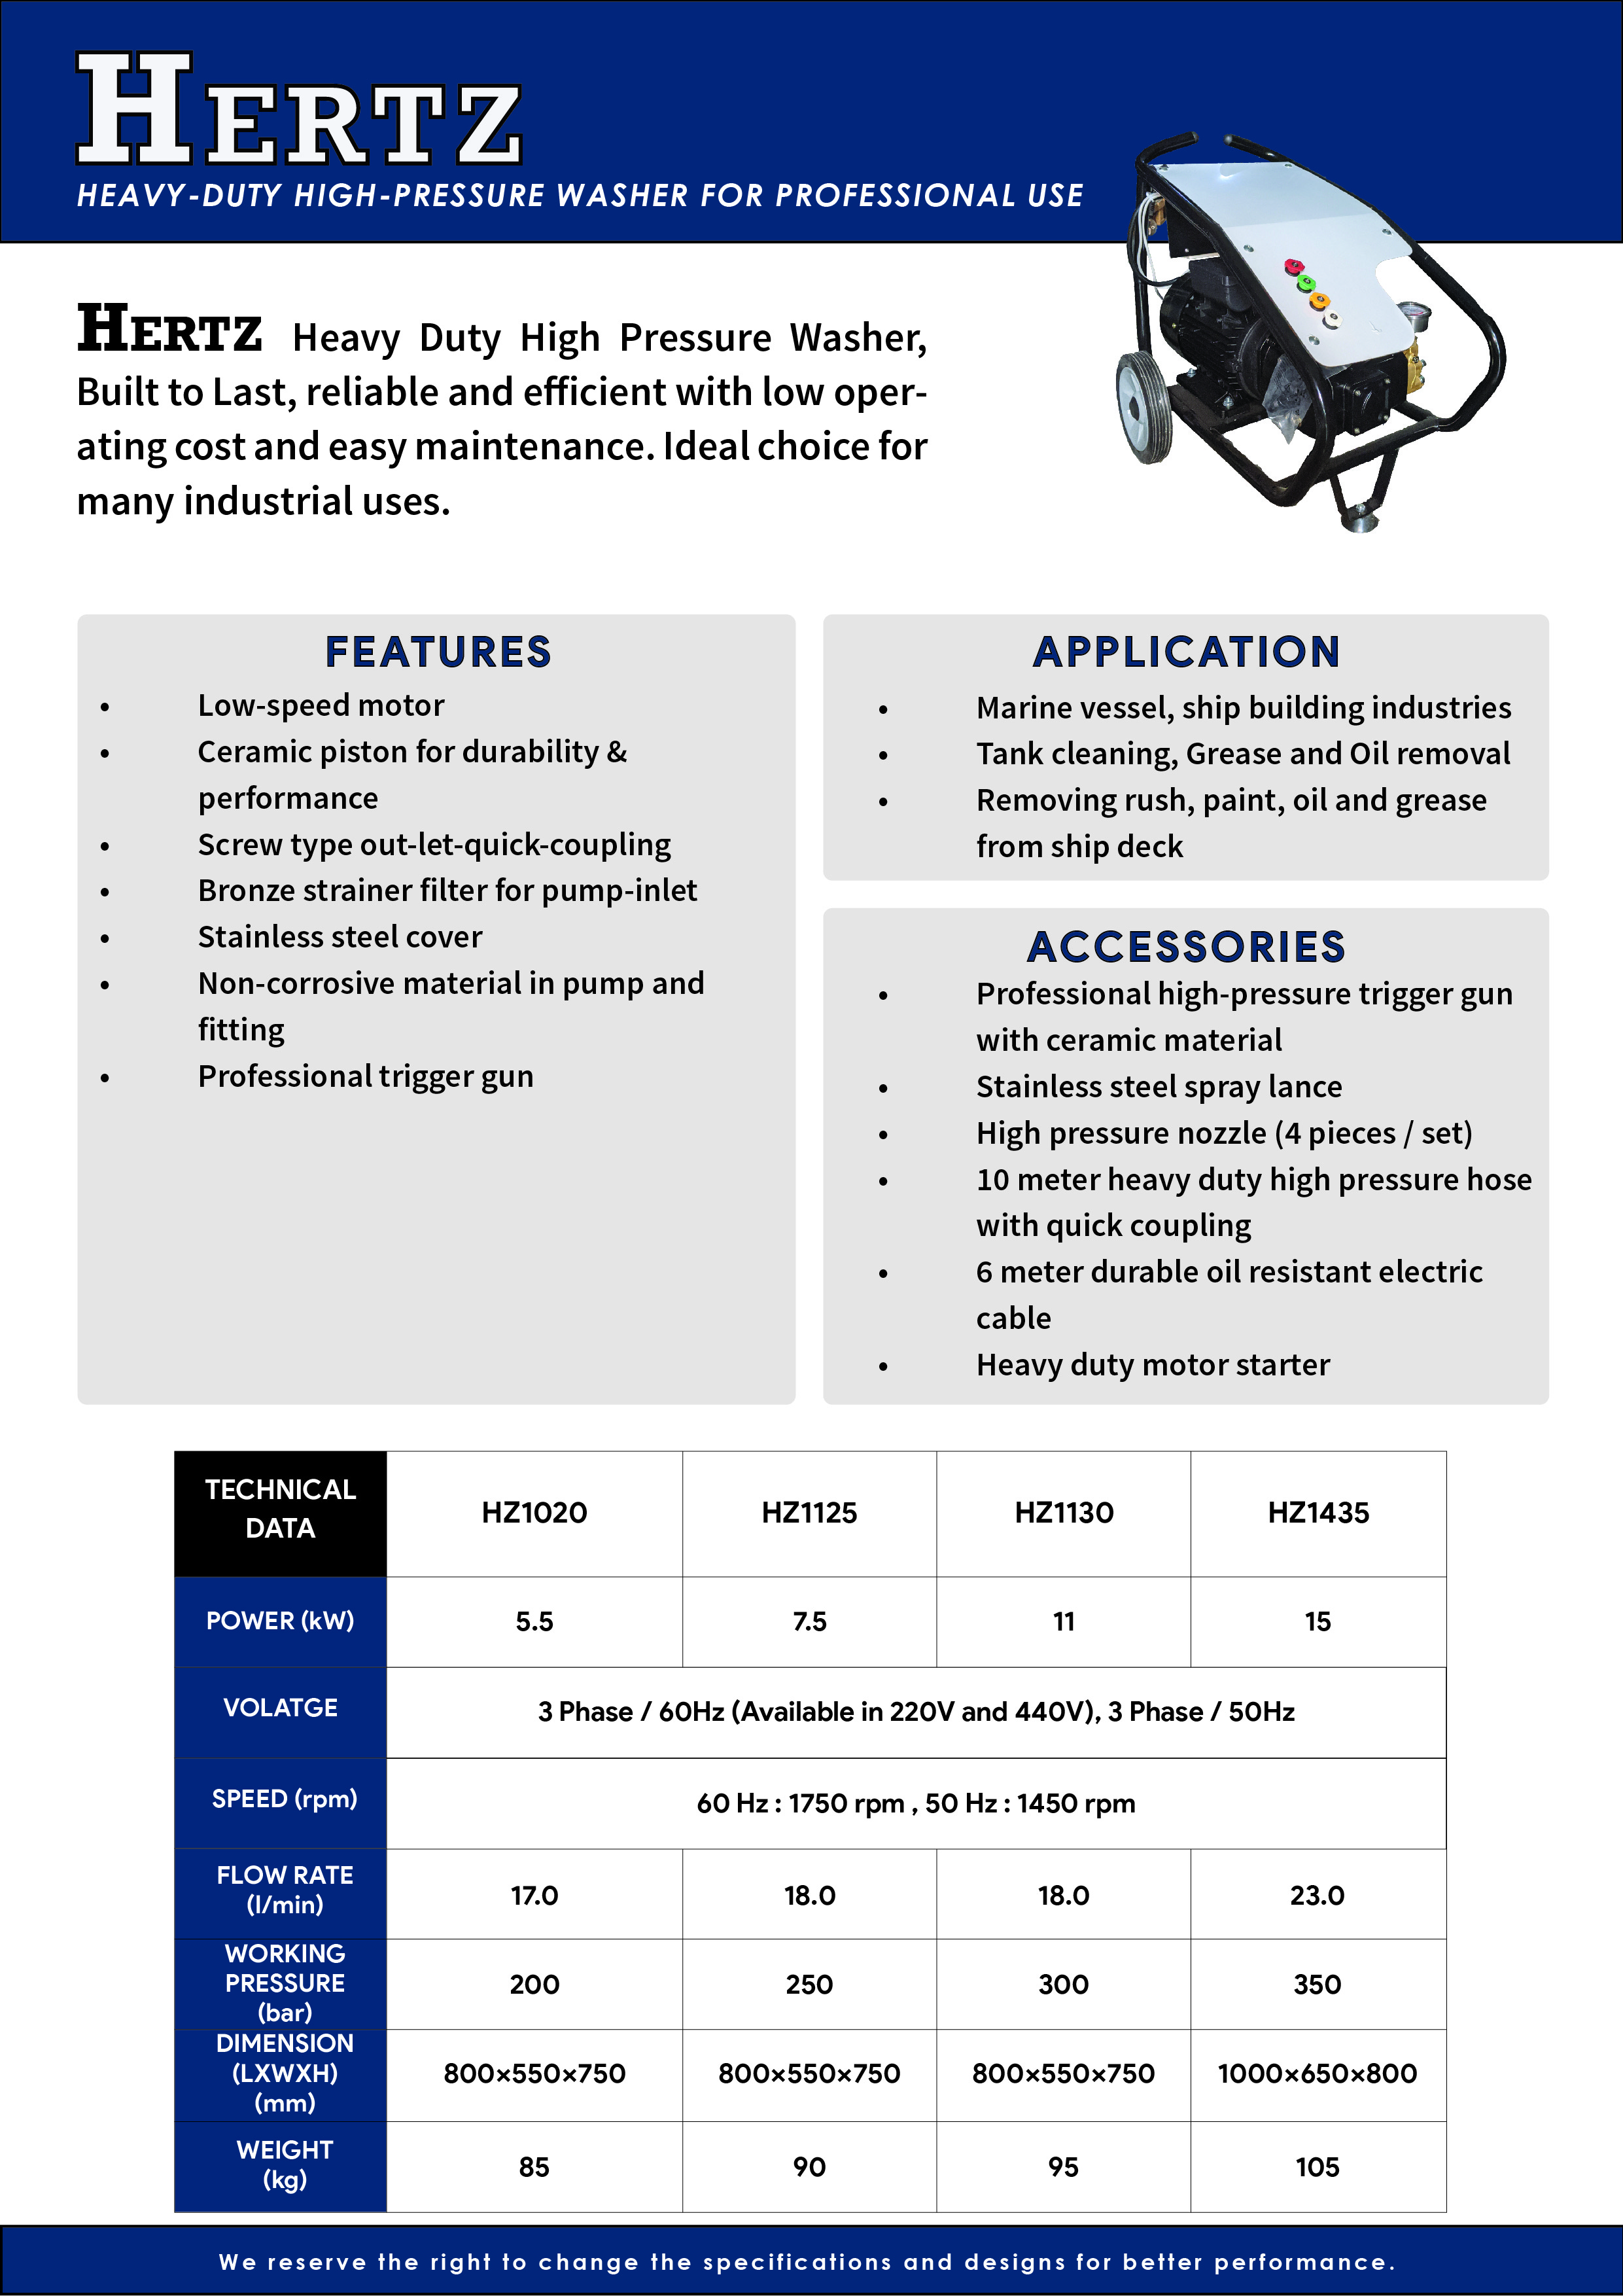 HERTZ
HEAVY-DUTY HIGH-PRESSURE WASHER FOR PROFESSIONAL USE
HERTZ Heavy Duty High Pressure Washer,
Built to Last, reliable and efficient with low oper-
ating cost and easy maintenance. Ideal choice for
many industrial uses.
FEATURES
• Low-speed motor
• Ceramic piston for durability &
performance
• Screw type out-let-quick-coupling
• Bronze strainer filter for pump-inlet
• Stainless steel cover
• Non-corrosive material in pump and
fitting
• Professional trigger gun
APPLICATION
• Marine vessel, ship building industries
• Tank cleaning, Grease and Oil removal
• Removing rush, paint, oil and grease
from ship deck
ACCESSORIES
• Professional high-pressure trigger gun
with ceramic material
• Stainless steel spray lance
• High pressure nozzle (4 pieces / set)
• 10 meter heavy duty high pressure hose
with quick coupling
• 6 meter durable oil resistant electric
cable
• Heavy duty motor starter
TECHNICAL
DATA
HZ1020 HZ1125 HZ1130 HZ1435
POWER (kW) 5.5 7.5 11 15
VOLATGE 3 Phase / 60Hz (Available in 220V and 440V), 3 Phase / 50Hz
SPEED (rpm) 60 Hz : 1750 rpm , 50 Hz : 1450 rpm
FLOW RATE
(l/min)
17.0 18.0 18.0 23.0
WORKING
PRESSURE
(bar)
200 250 300 350
DIMENSION
(LXWXH)
(mm)
800×550×750 800×550×750 800×550×750 1000×650×800
WEIGHT
(kg)
85 90 95 105
We reserve the right to change the specifications and designs for better performance.